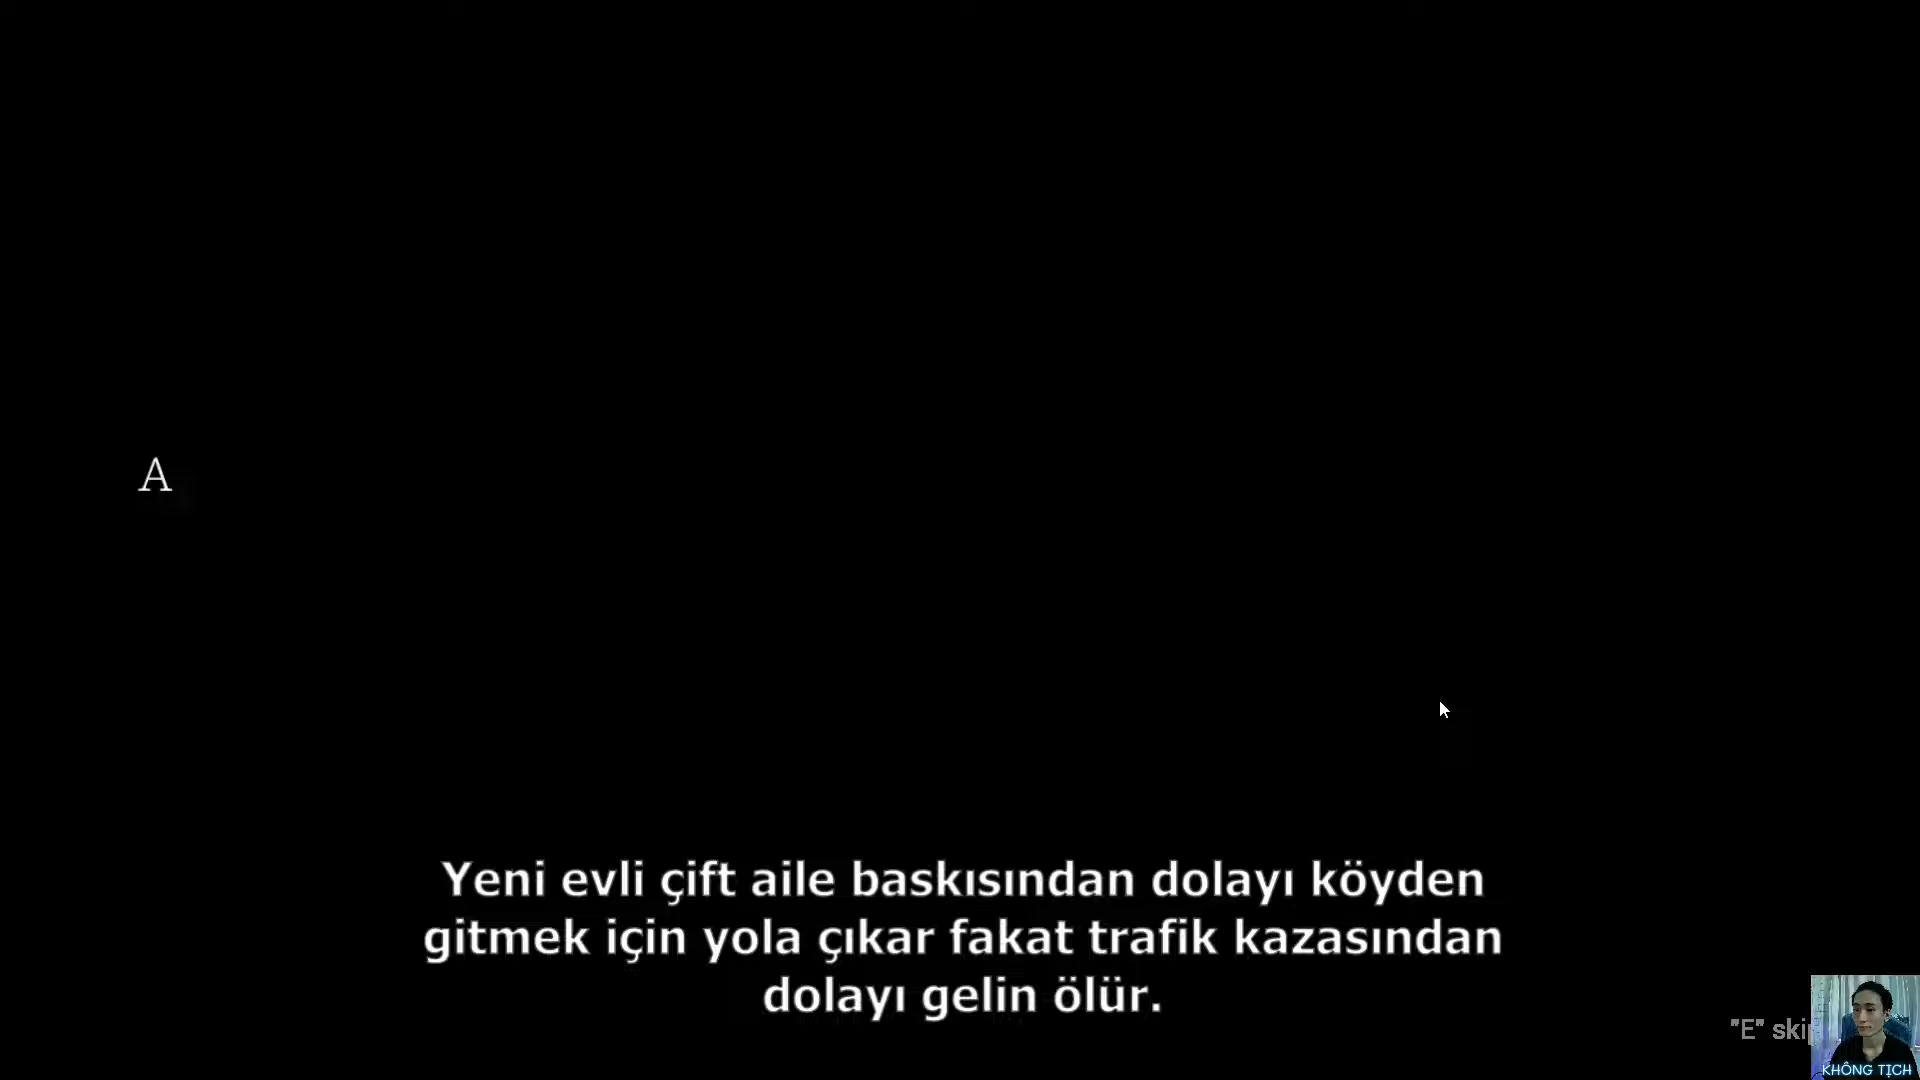 A
Yeni evli çift aile baskısından dolayı köyden
gitmek için yola çıkar fakat trafik kazasından
dolayı gelin ölür.
"E" skip
KHÔNG TỊCH